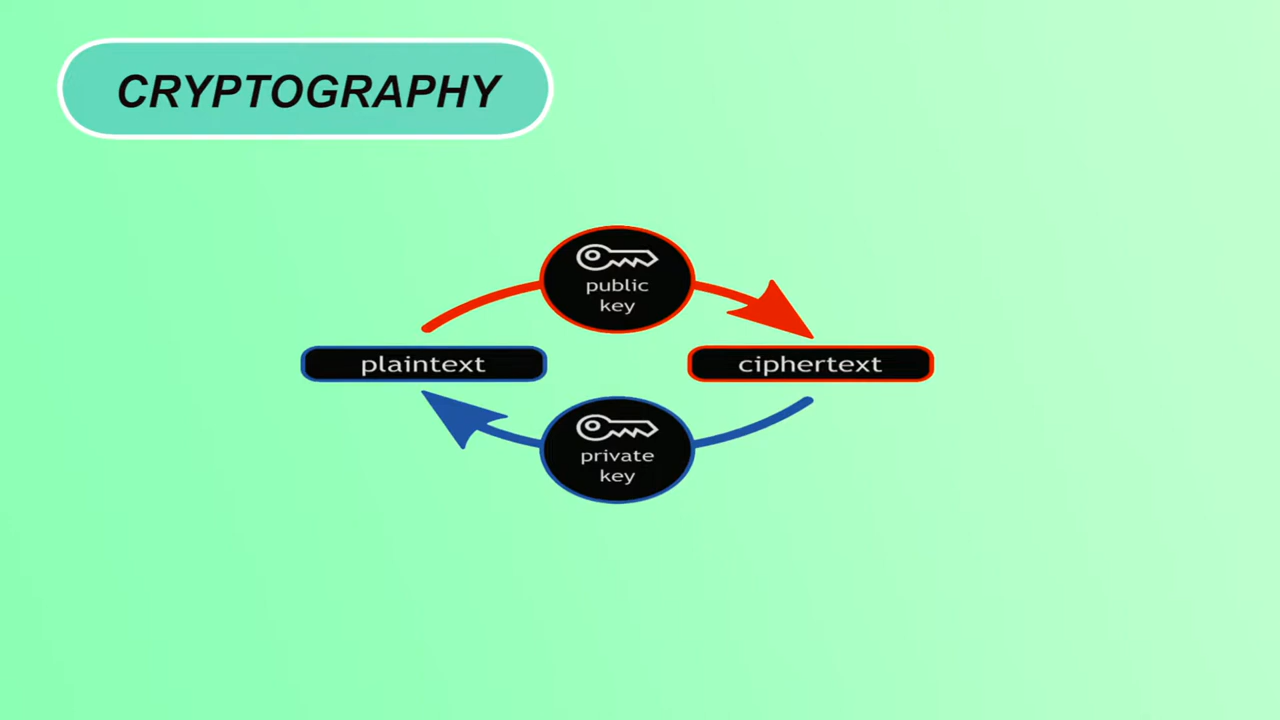 CRYPTOGRAPHY
public
key
plaintext
ciphertext
private
key